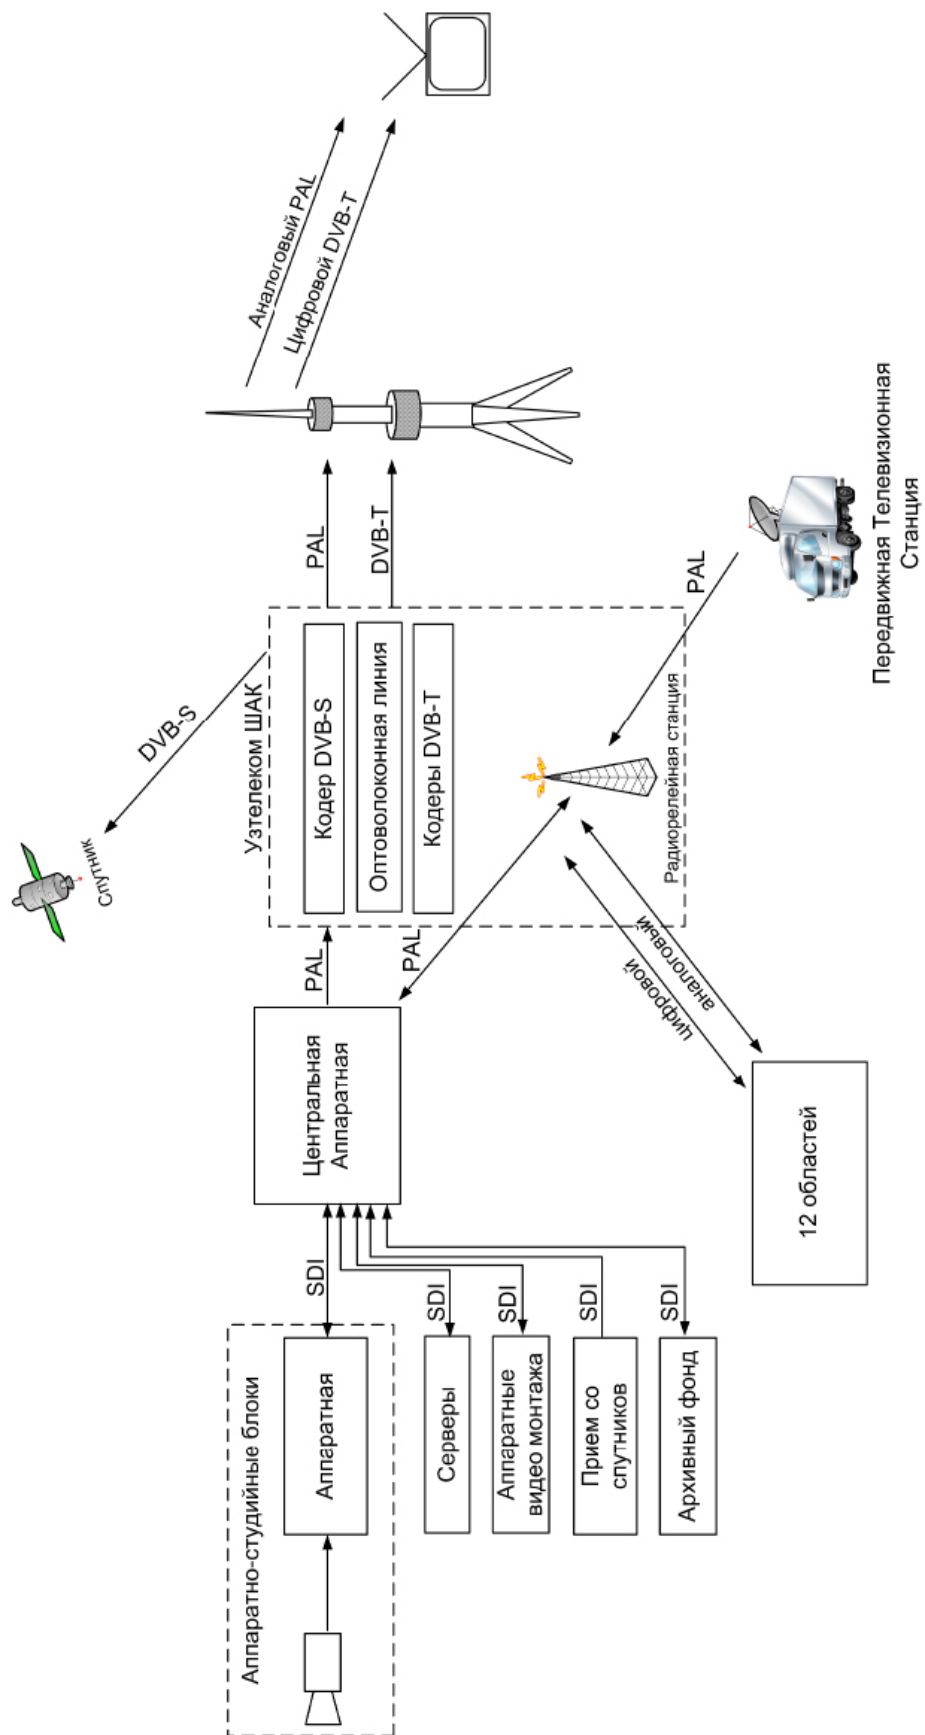 Аппаратно-студийные блоки
Аппаратная
SDI
Серверы
SDI
Аппаратные
видео монтажа
SDI
Прием со
спутников
SDI
Архивный фонд
SDI
Центральная
Аппаратная
PAL
PAL
Спутник
DVB-S
Узтелеком ШАК
Кодер DVB-S
Оптоволоконная линия
Кодеры DVB-T
Радиорелейная станция
цифровой
аналоговый
12 областей
PAL
DVB-T
PAL
Передвижная Телевизионная
Станция
Аналоговый PAL
Цифровой DVB-T